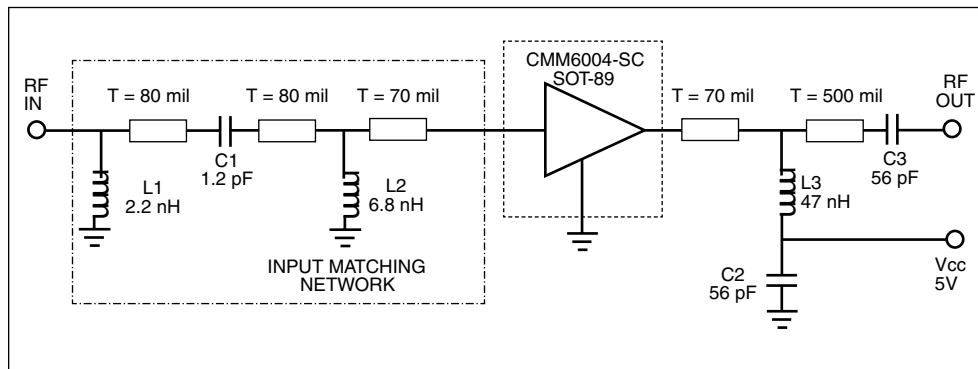 CMM6004-SC
SOT-89
RF
IN
T = 80 mil
T = 80 mil
T = 70 mil
T = 70 mil
T = 500 mil
RF
OUT
C1
1.2 pF
C3
56 pF
L1
2.2 nH
L2
6.8 nH
L3
47 nH
INPUT MATCHING
NETWORK
C2
56 pF
Vcc
5V